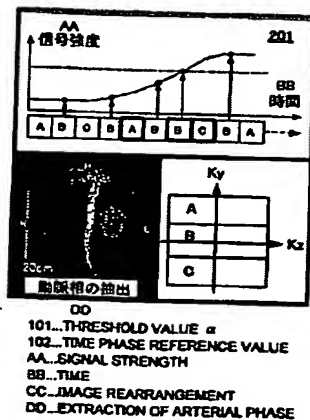 AA
信号強度
201
BB
時間
A B C B A B B C B A
Ky
A
B
Kz
C
20cm
動脈相の抽出
DD
101...THRESHOLD VALUE α
102...TIME PHASE REFERENCE VALUE
AA...SIGNAL STRENGTH
BB...TIME
CC...IMAGE REARRANGEMENT
DD...EXTRACTION OF ARTERIAL PHASE